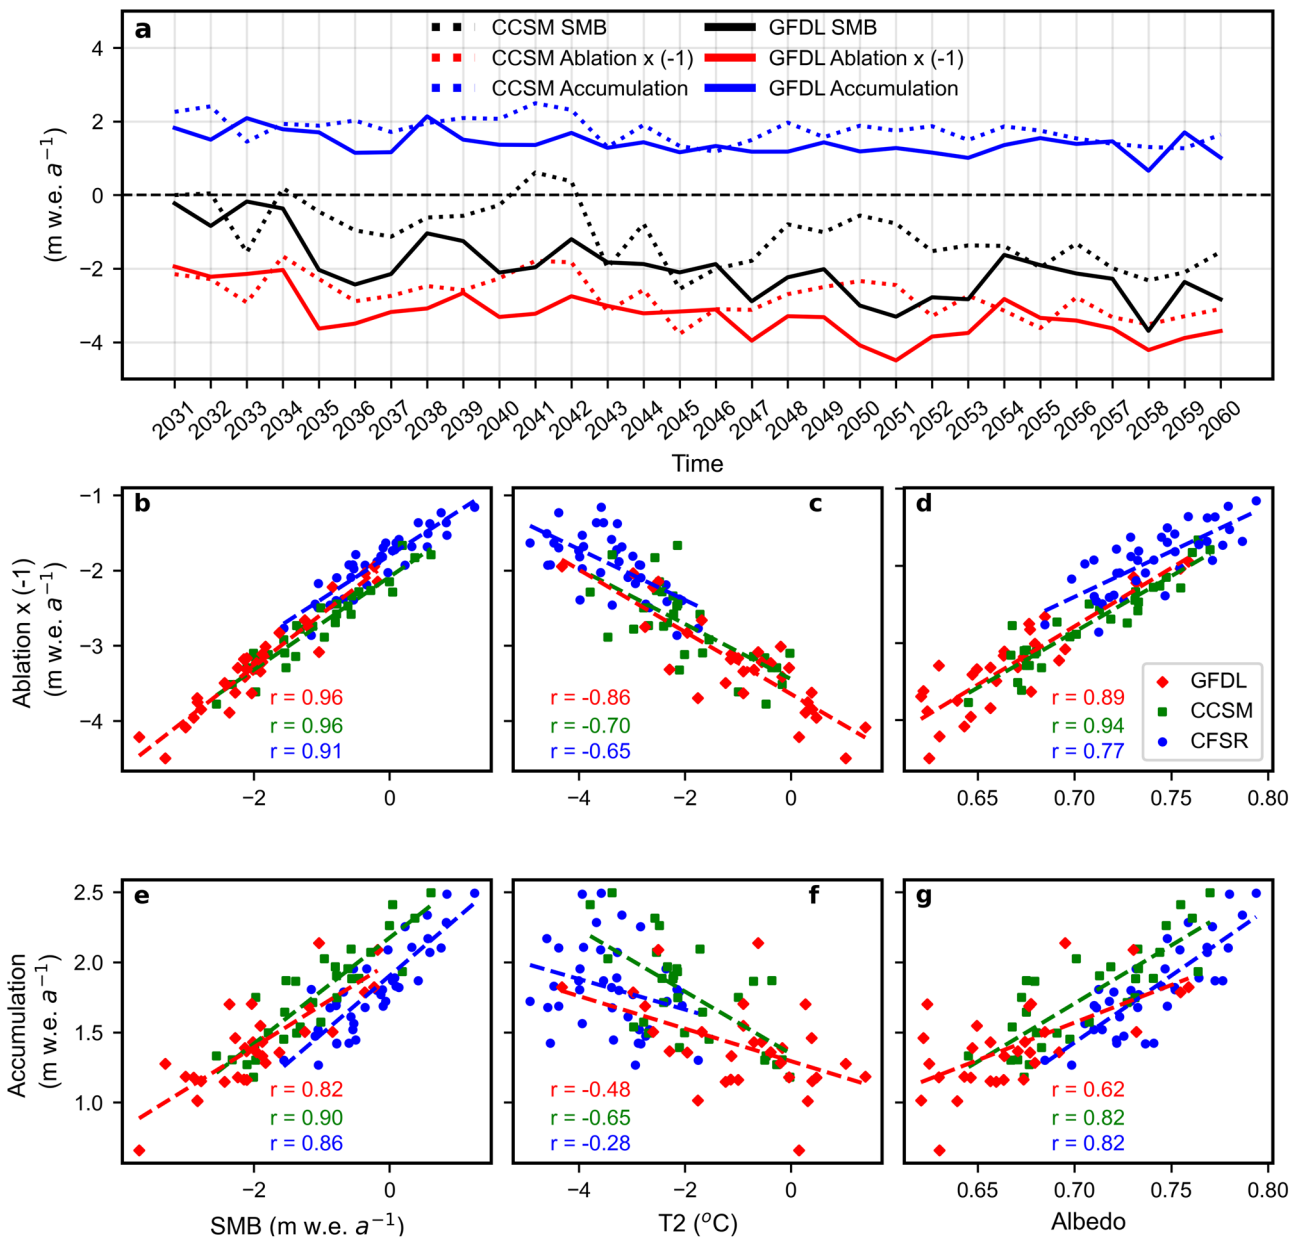 a
CCSM SMB
GFDL SMB
CCSM Ablation x (-1)
GFDL Ablation x (-1)
CCSM Accumulation
GFDL Accumulation
(m w.e. a⁻¹)
4
2
0
−2
−4
2031 2032 2033 2034 2035 2036 2037 2038 2039 2040 2041 2042 2043 2044 2045 2046 2047 2048 2049 2050 2051 2052 2053 2054 2055 2056 2057 2058 2059 2060
Time
Ablation x (-1)
(m w.e. a⁻¹)
−1
−2
−3
−4
b
r = 0.96
r = 0.96
r = 0.91
−2 0
c
r = -0.86
r = -0.70
r = -0.65
−4 −2 0
d
r = 0.89
r = 0.94
r = 0.77
GFDL
CCSM
CFSR
0.65 0.70 0.75 0.80
Accumulation
(m w.e. a⁻¹)
2.5
2.0
1.5
1.0
e
r = 0.82
r = 0.90
r = 0.86
−2 0
SMB (m w.e. a⁻¹)
f
r = -0.48
r = -0.65
r = -0.28
−4 −2 0
T2 (°C)
g
r = 0.62
r = 0.82
r = 0.82
0.65 0.70 0.75 0.80
Albedo